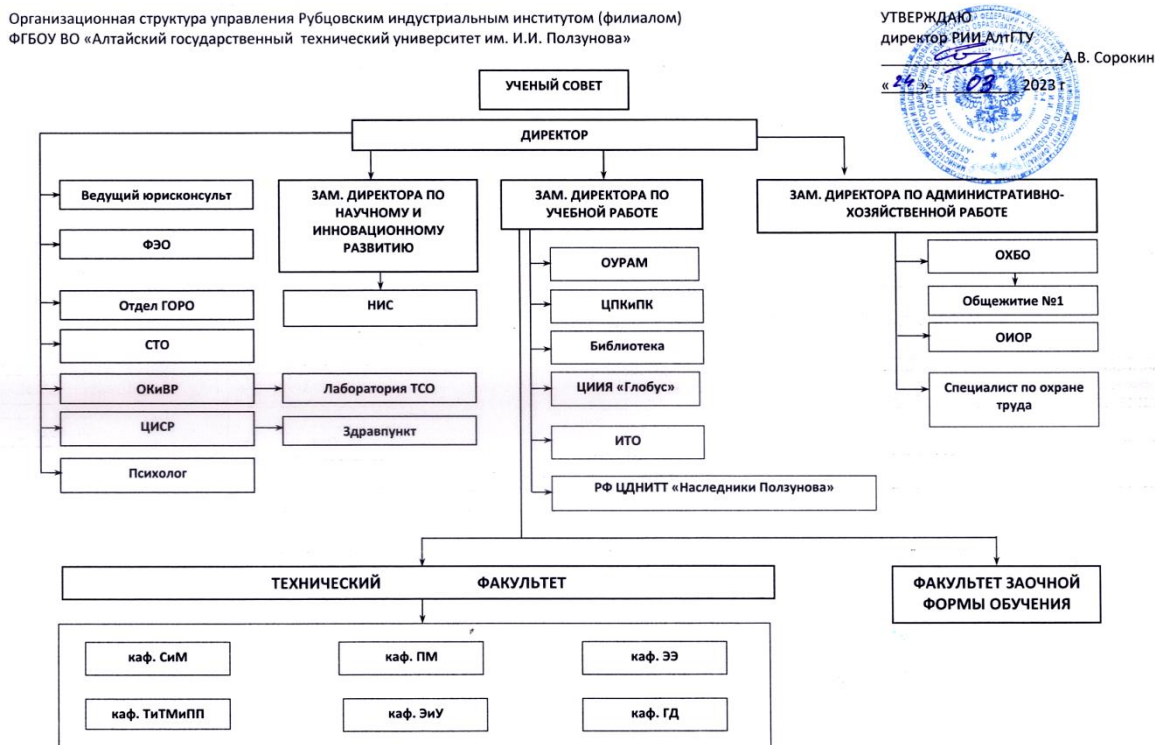 Организационная структура управления Рубцовским индустриальным институтом (филиалом)
ФГБОУ ВО «Алтайский государственный технический университет им. И.И. Ползунова»
УТВЕРЖДАЮ
директор РИИ АлтГТУ
А.В. Сорокин
«24» 03 2023 г
УЧЕНЫЙ СОВЕТ
ДИРЕКТОР
Ведущий юрисконсульт
ФЭО
Отдел ГОРО
СТО
ОКиВР
Лаборатория ТСО
ЦИСР
Здравпункт
Психолог
ЗАМ. ДИРЕКТОРА ПО
НАУЧНОМУ И
ИННОВАЦИОННОМУ
РАЗВИТИЮ
НИС
ЗАМ. ДИРЕКТОРА ПО
УЧЕБНОЙ РАБОТЕ
ОУРАМ
ЦПКиПК
Библиотека
ЦИИЯ «Глобус»
ИТО
РФ ЦДНИТТ «Наследники Ползунова»
ЗАМ. ДИРЕКТОРА ПО АДМИНИСТРАТИВНО-
ХОЗЯЙСТВЕННОЙ РАБОТЕ
ОХБО
Общежитие №1
ОИОР
Специалист по охране
труда
ТЕХНИЧЕСКИЙ ФАКУЛЬТЕТ
ФАКУЛЬТЕТ ЗАОЧНОЙ
ФОРМЫ ОБУЧЕНИЯ
каф. СиМ
каф. ПМ
каф. ЭЭ
каф. ТиТМиПП
каф. ЭиУ
каф. ГД